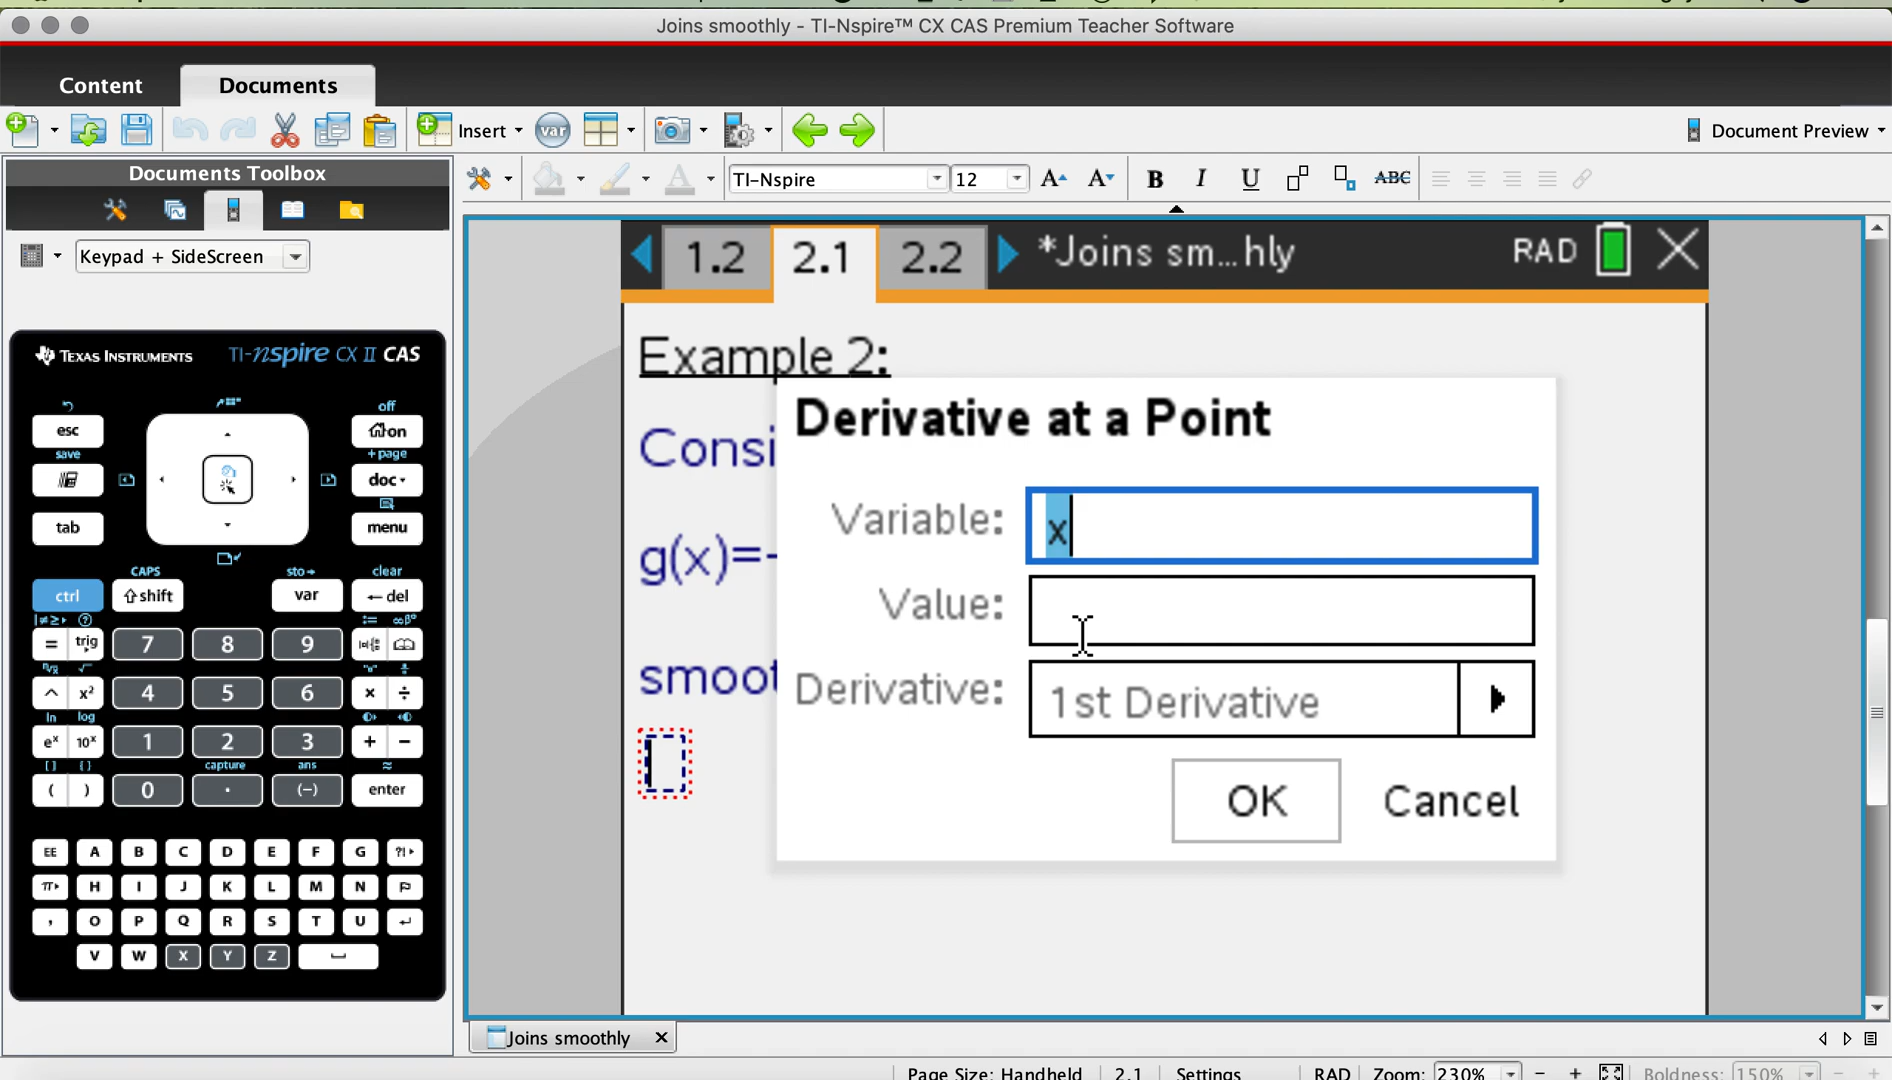 Joins smoothly - TI-Nspire™ CX CAS Premium Teacher Software
Content
Documents
Insert
var
Document Preview
Documents Toolbox
TI-Nspire
12
A
A
B
I
U
ABC
Keypad + SideScreen
1.2
2.1
2.2
*Joins sm...hly
RAD
Example 2:
Consi
g(x)=-
smoot
Derivative at a Point
Variable:
x
Value:
Derivative:
1st Derivative
OK
Cancel
TEXAS INSTRUMENTS
TI-nspire CX II CAS
off
esc
on
save
+page
doc
tab
menu
CAPS
sto
clear
ctrl
shift
var
del
= trig 7 8 9
^ x² 4 5 6 × ÷
ln log
eˣ 10ˣ 1 2 3 + −
[ ] { } capture ans ≈
( ) 0 . (−) enter
EE A B C D E F G ?!
π H I J K L M N
, O P Q R S T U
V W X Y Z
Joins smoothly
Page Size: Handheld
2.1
Settings
RAD
Zoom: 230%
Boldness: 150%